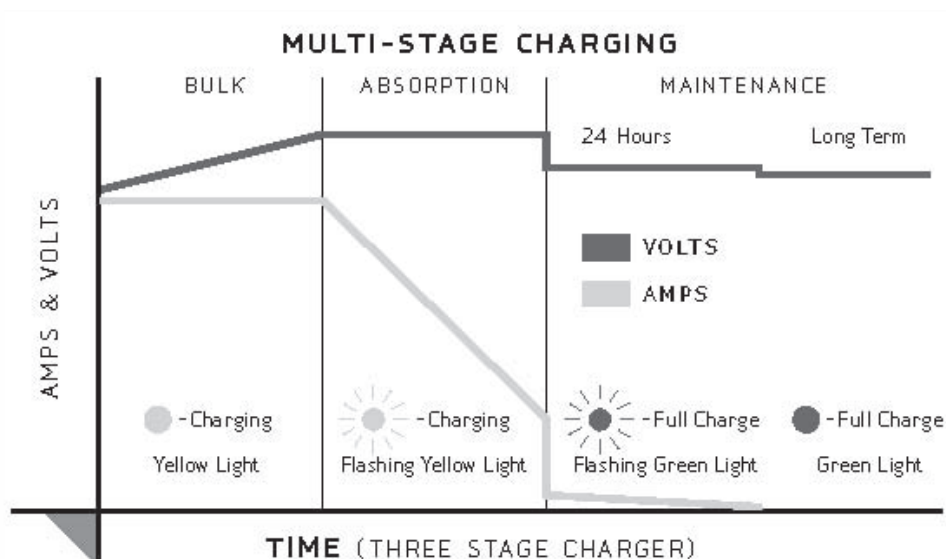 MULTI-STAGE CHARGING
BULK
ABSORPTION
MAINTENANCE
24 Hours
Long Term
AMPS & VOLTS
VOLTS
AMPS
-Charging
Yellow Light
-Charging
Flashing Yellow Light
-Full Charge
Flashing Green Light
-Full Charge
Green Light
TIME (THREE STAGE CHARGER)